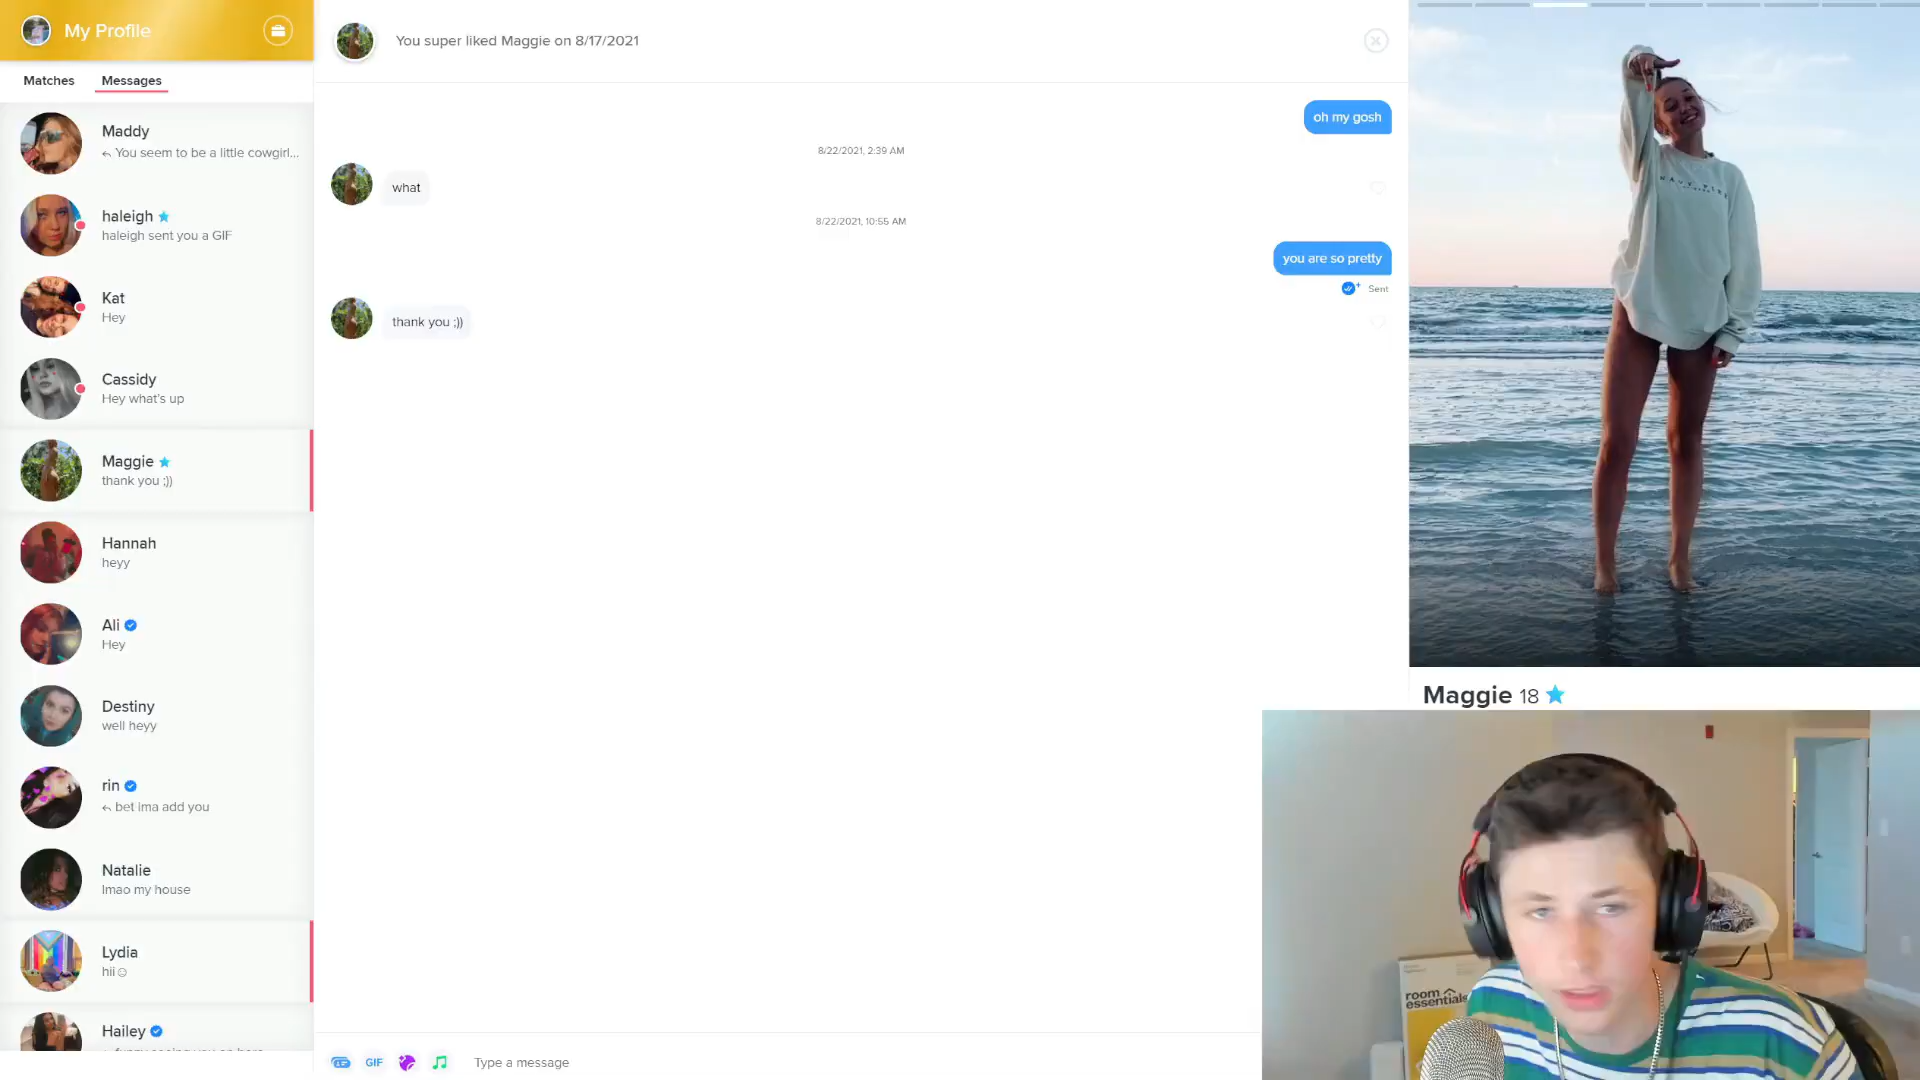 My Profile
Matches
Messages
Maddy
You seem to be a little cowgirl...
haleigh
haleigh sent you a GIF
Kat
Hey
Cassidy
Hey what's up
Maggie
thank you ;))
Hannah
heyy
Ali
Hey
Destiny
well heyy
rin
bet ima add you
Natalie
lmao my house
Lydia
hii☺
Hailey
You super liked Maggie on 8/17/2021
oh my gosh
8/22/2021, 2:39 AM
what
8/22/2021, 10:55 AM
you are so pretty
Sent
thank you ;))
GIF
Type a message
Maggie 18
room
essentials